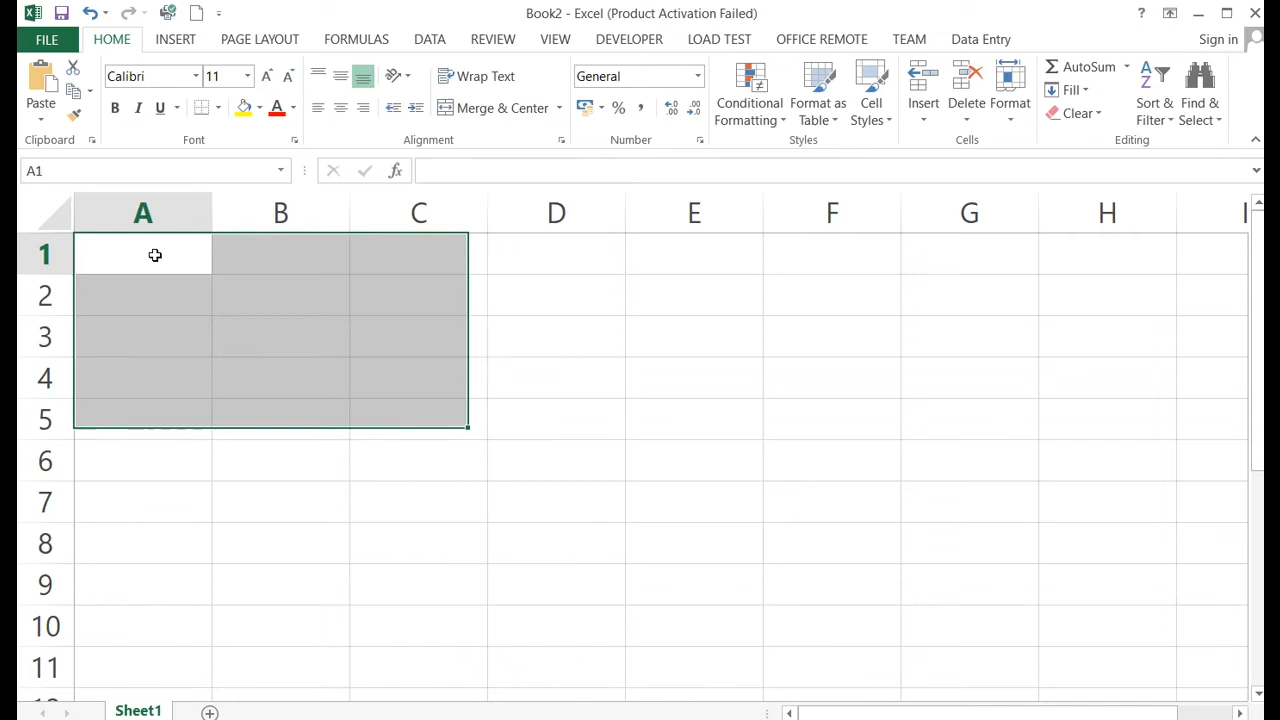 Book2 - Excel (Product Activation Failed)
?
FILE HOME INSERT PAGE LAYOUT FORMULAS DATA REVIEW VIEW DEVELOPER LOAD TEST OFFICE REMOTE TEAM Data Entry Sign in
Paste
Clipboard
Calibri 11
B I U A
Font
Wrap Text
Merge & Center
Alignment
General
% ,
Number
Conditional Formatting
Format as Table
Cell Styles
Styles
Insert
Delete
Format
Cells
AutoSum
Fill
Clear
Sort & Filter
Find & Select
Editing
A1 fx
A B C D E F G H I
1
2
3
4
5
6
7
8
9
10
11
Sheet1